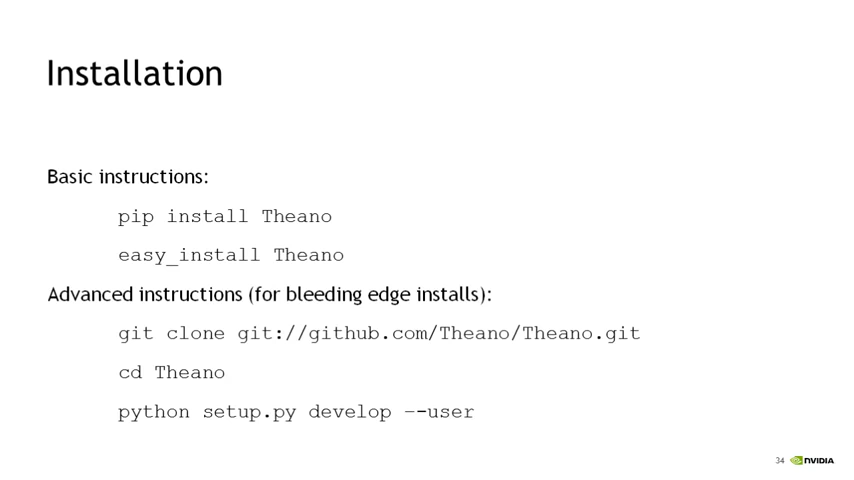 Installation
Basic instructions:
pip install Theano
easy_install Theano
Advanced instructions (for bleeding edge installs):
git clone git://github.com/Theano/Theano.git
cd Theano
python setup.py develop –-user
34 NVIDIA